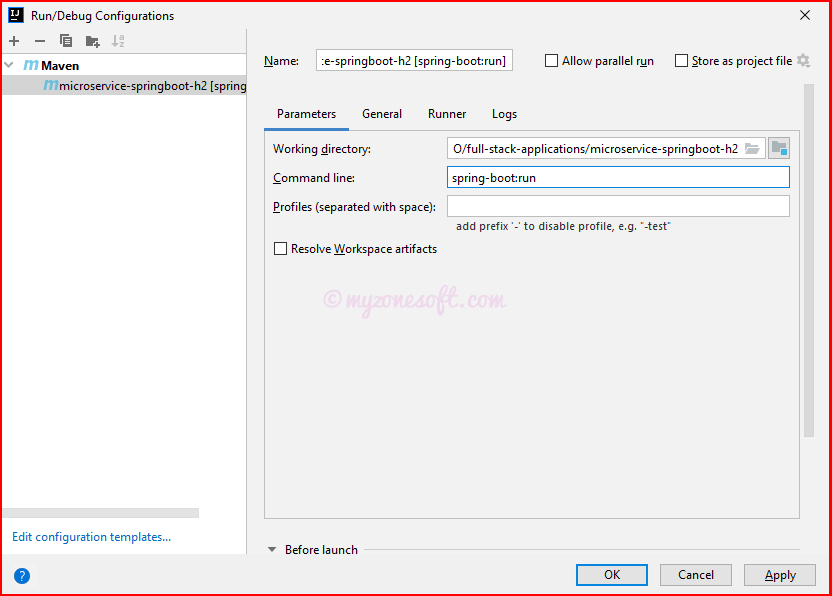 IJ Run/Debug Configurations
Name: :e-springboot-h2 [spring-boot:run] Allow parallel run Store as project file
m Maven
m microservice-springboot-h2 [spring
Parameters General Runner Logs
Working directory: O/full-stack-applications/microservice-springboot-h2
Command line: spring-boot:run
Profiles (separated with space):
add prefix '-' to disable profile, e.g. "-test"
Resolve Workspace artifacts
©myzonesoft.com
Edit configuration templates...
Before launch
? OK Cancel Apply